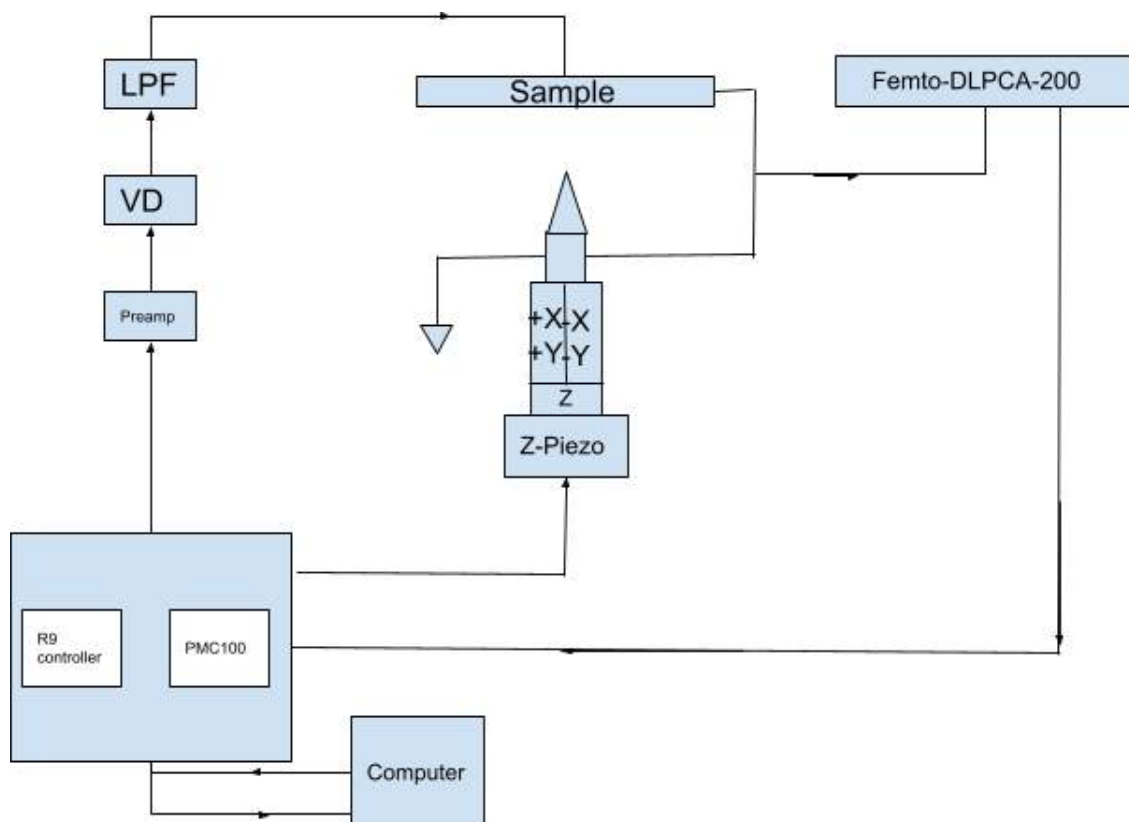 LPF
Sample
Femto-DLPCA-200
VD
Preamp
+X -X
+Y -Y
Z
Z-Piezo
R9
controller
PMC100
Computer